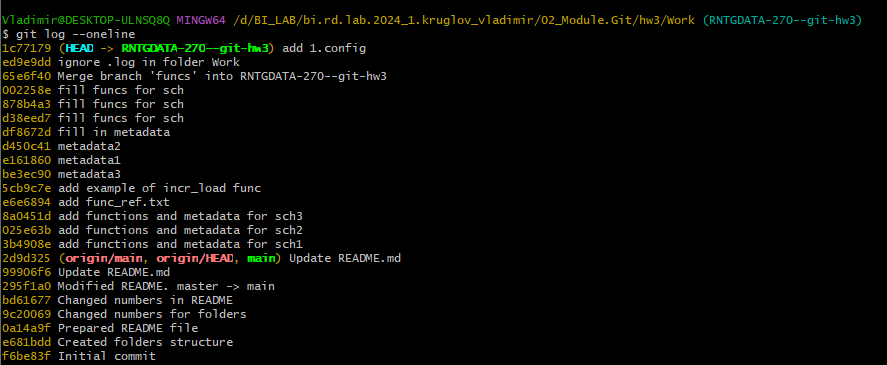 Vladimir@DESKTOP-ULNSQ8Q MINGW64 /d/BI_LAB/bi.rd.lab.2024_1.kruglov_vladimir/02_Module.Git/hw3/Work (RNTGDATA-270--git-hw3)
$ git log --oneline
1c77179 (HEAD -> RNTGDATA-270--git-hw3) add 1.config
ed9e9dd ignore .log in folder Work
65e6f40 Merge branch 'funcs' into RNTGDATA-270--git-hw3
002258e fill funcs for sch
878b4a3 fill funcs for sch
d38eed7 fill funcs for sch
df8672d fill in metadata
d450c41 metadata2
e161860 metadata1
be3ec90 metadata3
5cb9c7e add example of incr_load func
e6e6894 add func_ref.txt
8a0451d add functions and metadata for sch3
025e63b add functions and metadata for sch2
3b4908e add functions and metadata for sch1
2d9d325 (origin/main, origin/HEAD, main) Update README.md
99906f6 Update README.md
295f1a0 Modified README. master -> main
bd61677 Changed numbers in README
9c20069 Changed numbers for folders
0a14a9f Prepared README file
e681bdd Created folders structure
f6be83f Initial commit